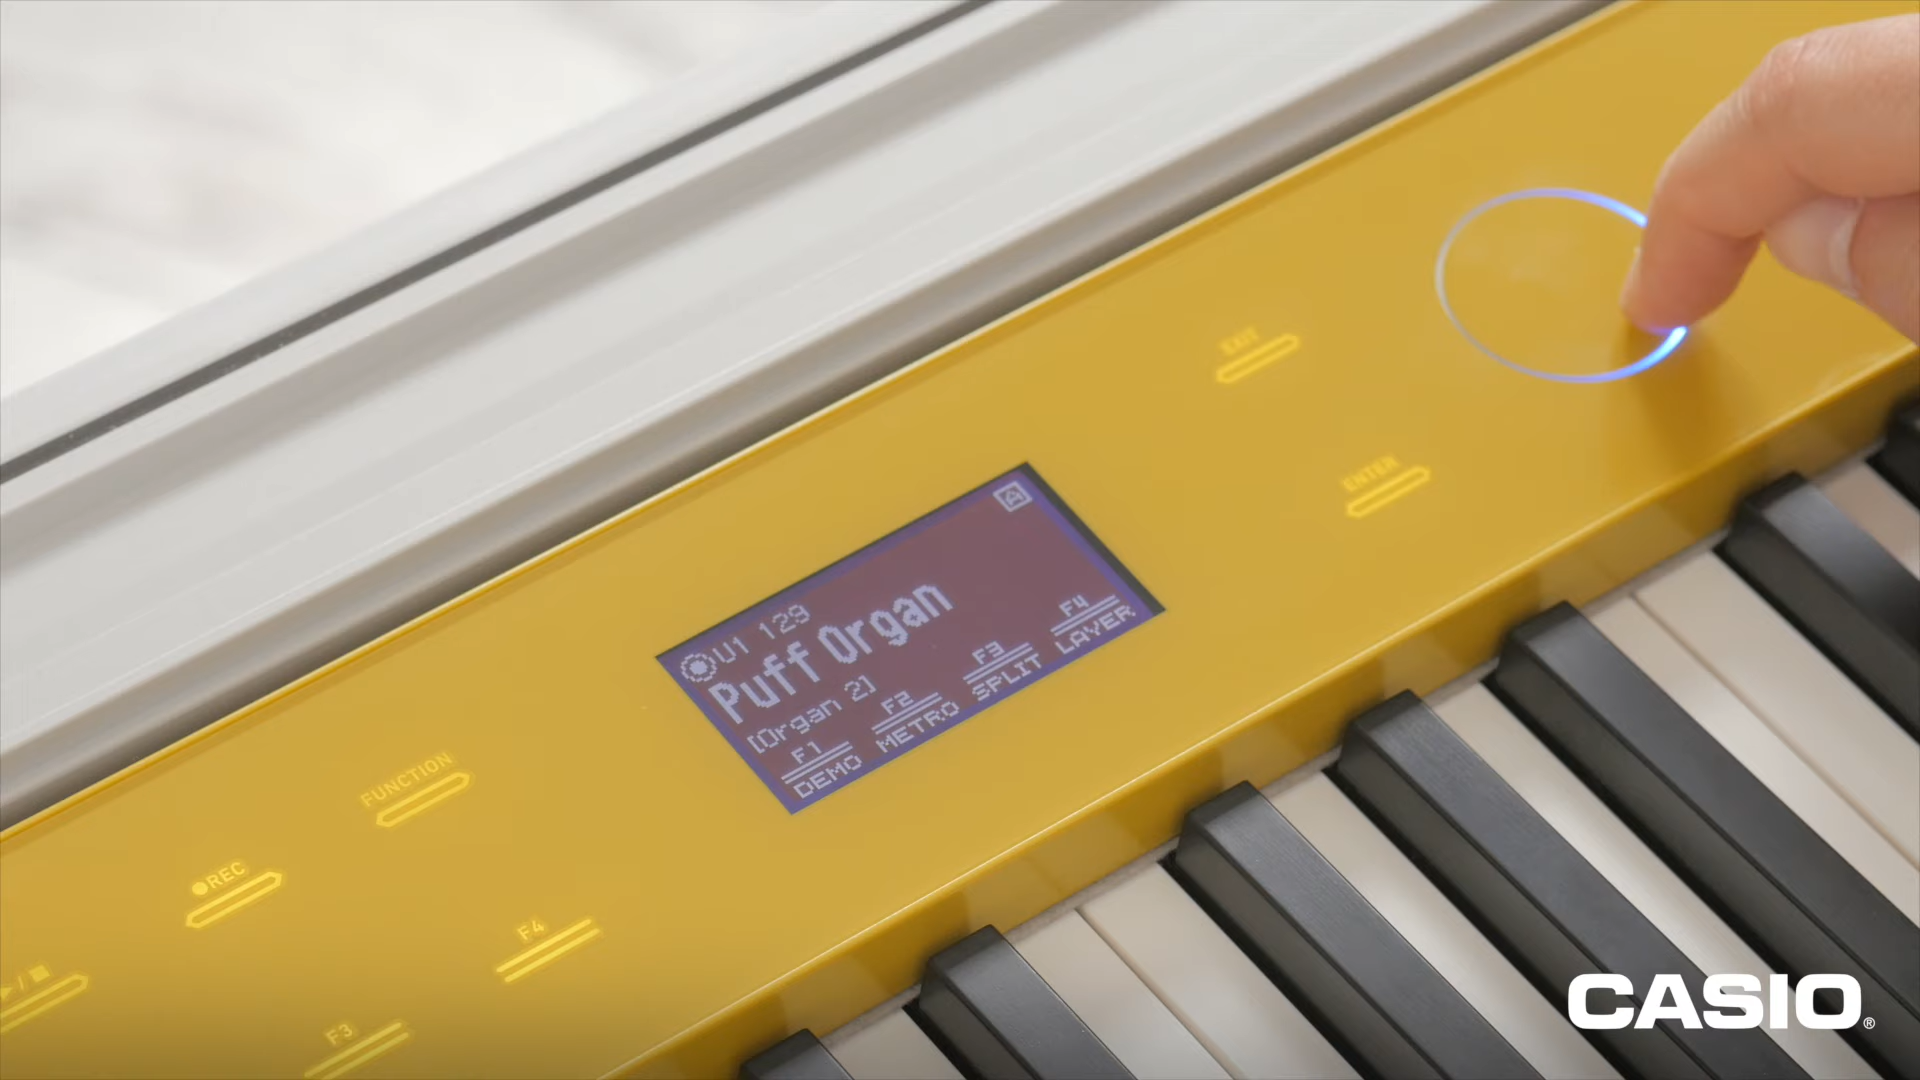 EXIT
ENTER
A
U1 129
Puff Organ
[Organ 2]
F1
F2
F3
F4
DEMO
METRO
SPLIT
LAYER
FUNCTION
●REC
F4
▶/■
F3
CASIO®